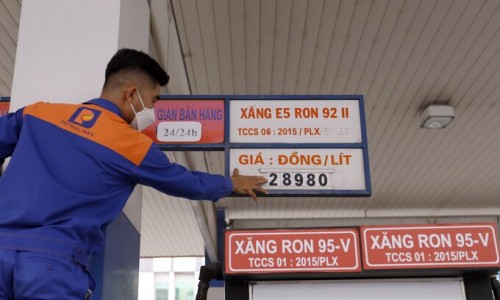 PETROLIMEX
GIAN BÁN HÀNG
24/24h
XĂNG E5 RON 92 II
TCCS 06 : 2015/PLX
GIÁ : ĐỒNG/LÍT
28980
XĂNG RON 95-V
TCCS 01 : 2015/PLX
XĂNG RON 95-V
TCCS 01 : 2015/PLX